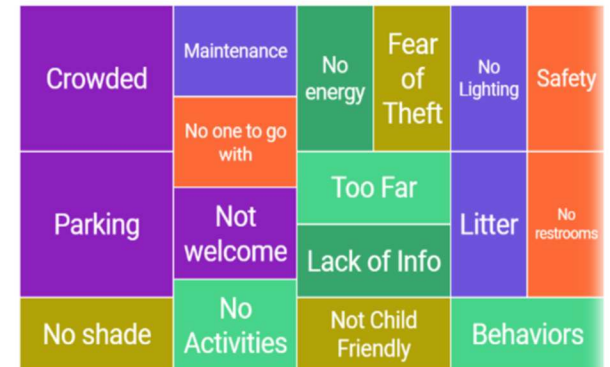 Crowded
Maintenance
No
energy
Fear
of
Theft
No
Lighting
Safety
No one to go
with
Parking
Not
welcome
Too Far
Lack of Info
Litter
No
restrooms
No shade
No
Activities
Not Child
Friendly
Behaviors